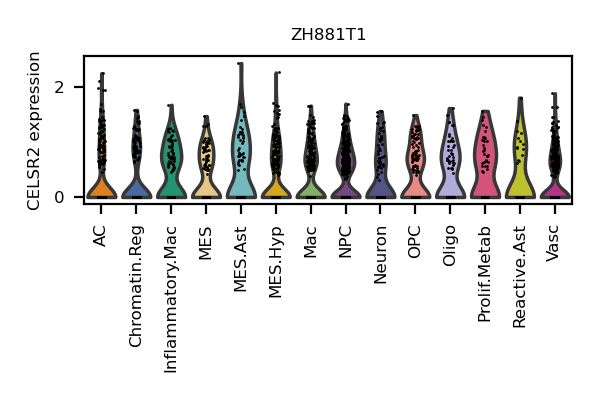 ZH881T1
CELSR2 expression
2
0
AC
Chromatin.Reg
Inflammatory.Mac
MES
MES.Ast
MES.Hyp
Mac
NPC
Neuron
OPC
Oligo
Prolif.Metab
Reactive.Ast
Vasc